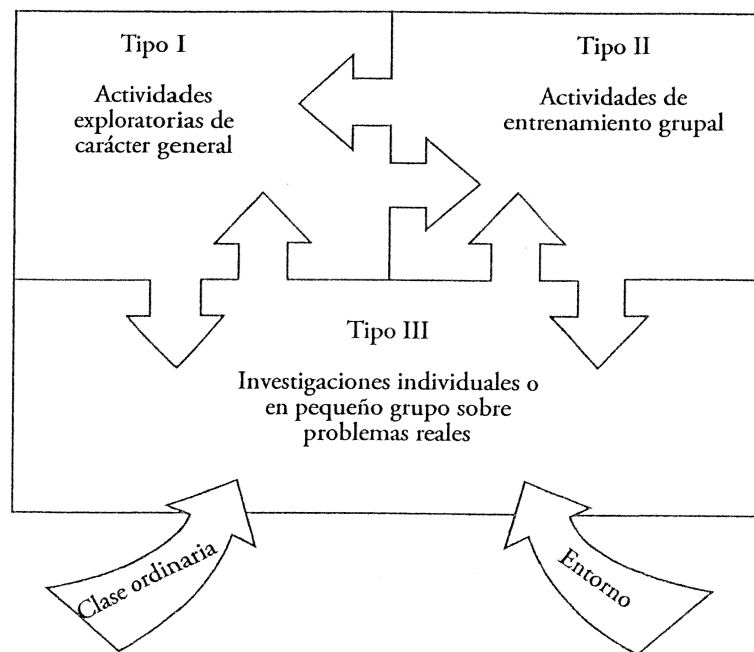 Tipo I
Actividades
exploratorias de
carácter general
Tipo II
Actividades de
entrenamiento grupal
Tipo III
Investigaciones individuales o
en pequeño grupo sobre
problemas reales
Clase ordinaria
Entorno